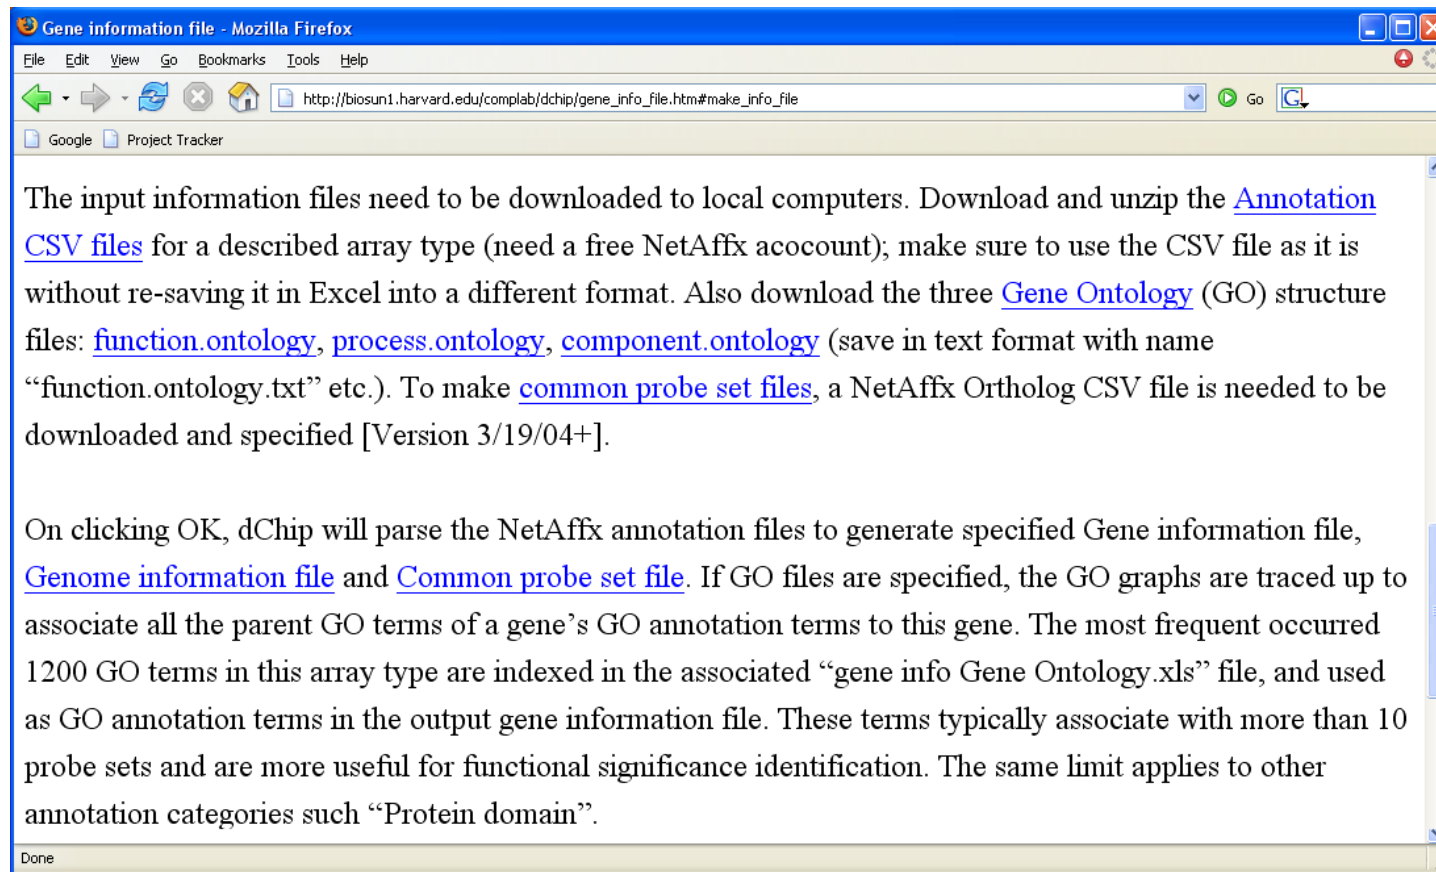 Gene information file - Mozilla Firefox
File Edit View Go Bookmarks Tools Help
http://biosun1.harvard.edu/complab/dchip/gene_info_file.htm#make_info_file Go G
Google Project Tracker
The input information files need to be downloaded to local computers. Download and unzip the Annotation
CSV files for a described array type (need a free NetAffx acocount); make sure to use the CSV file as it is
without re-saving it in Excel into a different format. Also download the three Gene Ontology (GO) structure
files: function.ontology, process.ontology, component.ontology (save in text format with name
“function.ontology.txt” etc.). To make common probe set files, a NetAffx Ortholog CSV file is needed to be
downloaded and specified [Version 3/19/04+].
On clicking OK, dChip will parse the NetAffx annotation files to generate specified Gene information file,
Genome information file and Common probe set file. If GO files are specified, the GO graphs are traced up to
associate all the parent GO terms of a gene’s GO annotation terms to this gene. The most frequent occurred
1200 GO terms in this array type are indexed in the associated “gene info Gene Ontology.xls” file, and used
as GO annotation terms in the output gene information file. These terms typically associate with more than 10
probe sets and are more useful for functional significance identification. The same limit applies to other
annotation categories such “Protein domain”.
Done